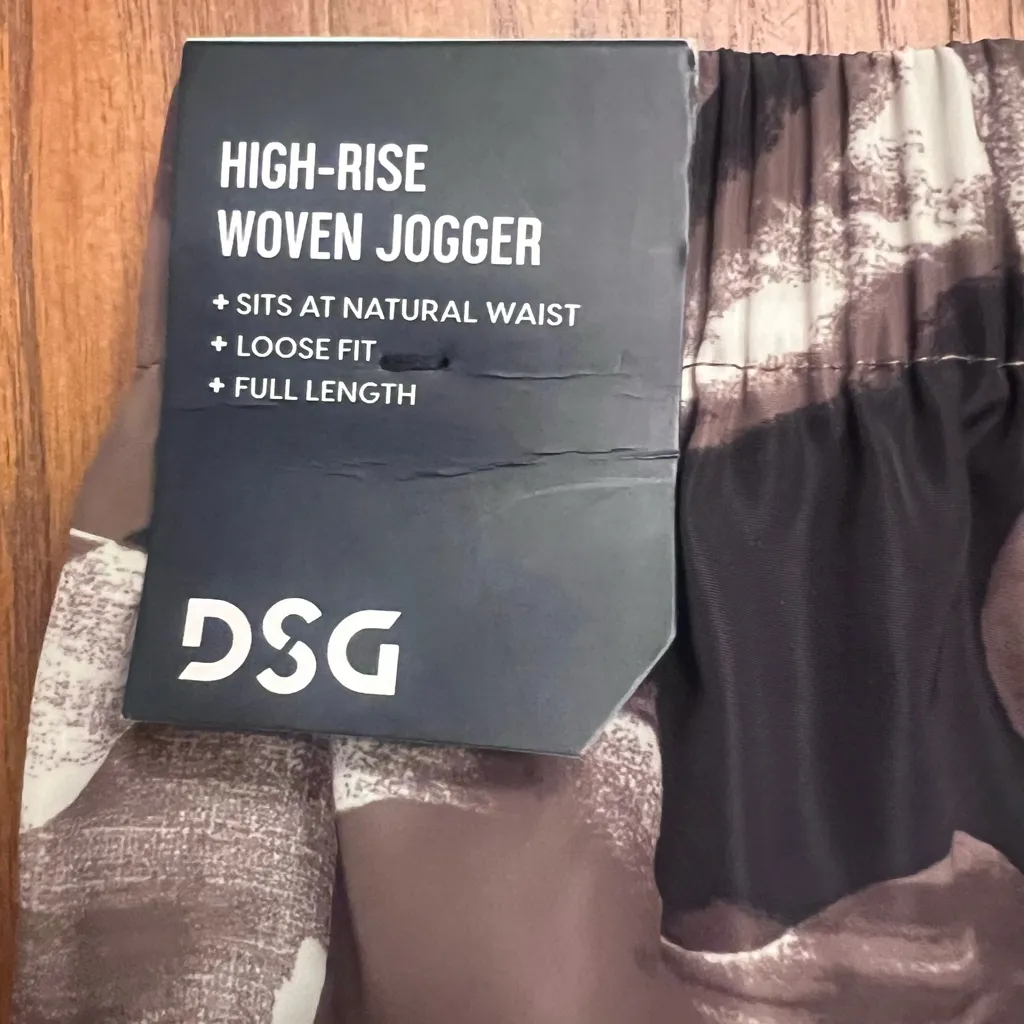 HIGH-RISE
WOVEN JOGGER
+ SITS AT NATURAL WAIST
+ LOOSE FIT
+ FULL LENGTH
DSG